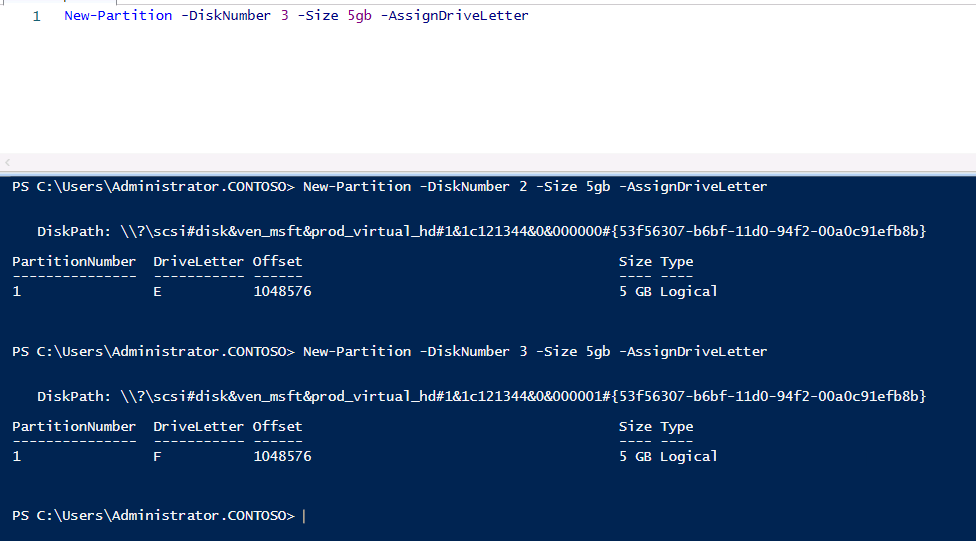 1 New-Partition -DiskNumber 3 -Size 5gb -AssignDriveLetter
PS C:\Users\Administrator.CONTOSO> New-Partition -DiskNumber 2 -Size 5gb -AssignDriveLetter
DiskPath: \\?\scsi#disk&ven_msft&prod_virtual_hd#1&1c121344&0&000000#{53f56307-b6bf-11d0-94f2-00a0c91efb8b}
PartitionNumber DriveLetter Offset Size Type
--------------- ----------- ------ ---- ----
1 E 1048576 5 GB Logical
PS C:\Users\Administrator.CONTOSO> New-Partition -DiskNumber 3 -Size 5gb -AssignDriveLetter
DiskPath: \\?\scsi#disk&ven_msft&prod_virtual_hd#1&1c121344&0&000001#{53f56307-b6bf-11d0-94f2-00a0c91efb8b}
PartitionNumber DriveLetter Offset Size Type
--------------- ----------- ------ ---- ----
1 F 1048576 5 GB Logical
PS C:\Users\Administrator.CONTOSO>